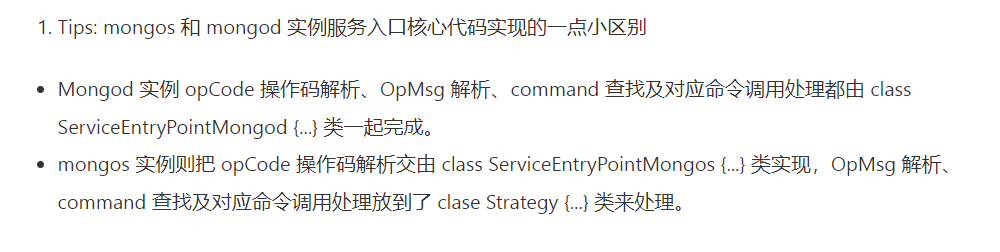 1. Tips: mongos 和 mongod 实例服务入口核心代码实现的一点小区别
• Mongod 实例 opCode 操作码解析、OpMsg 解析、command 查找及对应命令调用处理都由 class
ServiceEntryPointMongod {...} 类一起完成。
• mongos 实例则把 opCode 操作码解析交由 class ServiceEntryPointMongos {...} 类实现，OpMsg 解析、
command 查找及对应命令调用处理放到了 clase Strategy {...} 类来处理。